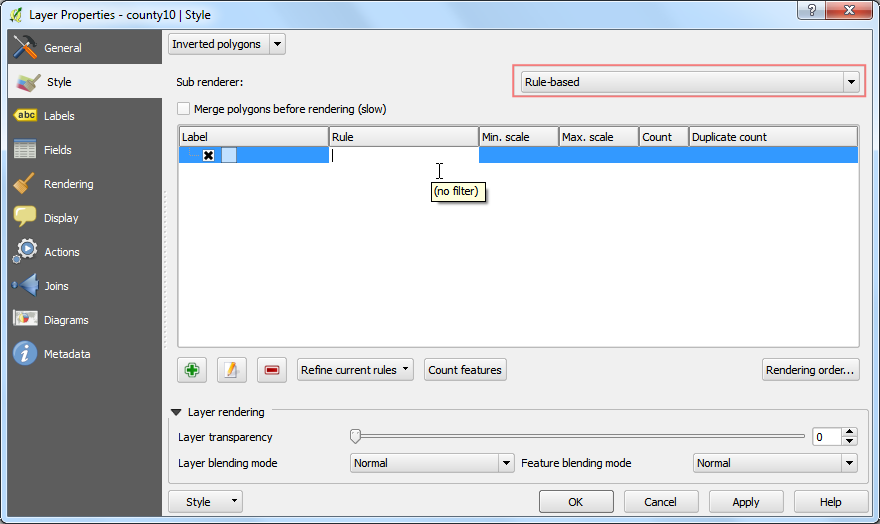 Layer Properties - county10 | Style
?
General
Style
abc Labels
Fields
Rendering
Display
Actions
Joins
Diagrams
i Metadata
Inverted polygons
Sub renderer:
Rule-based
Merge polygons before rendering (slow)
Label Rule Min. scale Max. scale Count Duplicate count
(no filter)
Refine current rules Count features Rendering order...
Layer rendering
Layer transparency 0
Layer blending mode Normal Feature blending mode Normal
Style OK Cancel Apply Help